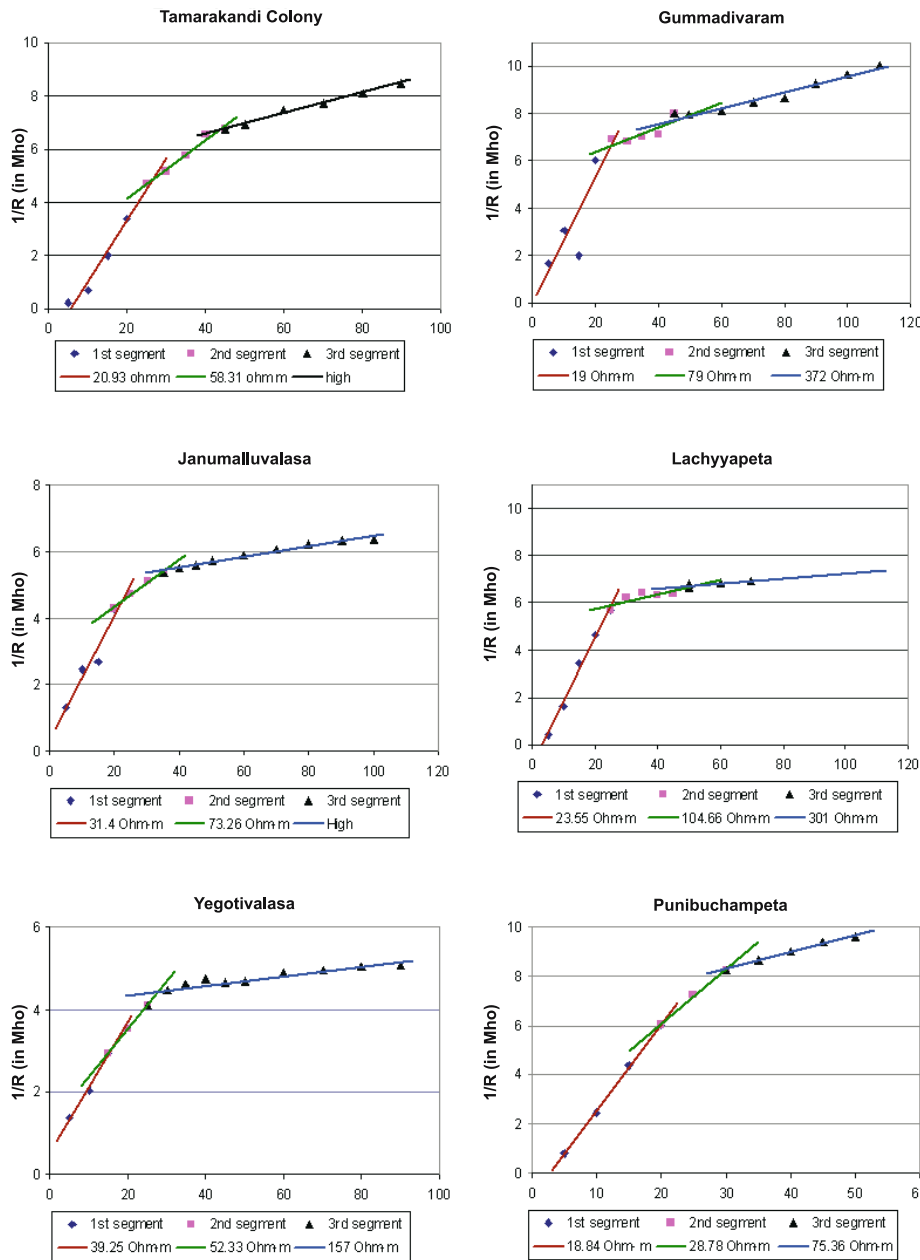 Tamarakandi Colony
1/R (in Mho)
10
8
6
4
2
0
0 20 40 60 80 100
1st segment 2nd segment 3rd segment
20.93 ohmm 58.31 ohmm high
Gummadivaram
1/R (in Mho)
10
8
6
4
2
0
0 20 40 60 80 100 120
1st segment 2nd segment 3rd segment
19 Ohm-m 79 Ohm-m 372 Ohm-m
Janumalluvalasa
1/R (in Mho)
8
6
4
2
0
0 20 40 60 80 100 120
1st segment 2nd segment 3rd segment
31.4 Ohm-m 73.26 Ohm-m High
Lachyyapeta
1/R (in Mho)
10
8
6
4
2
0
0 20 40 60 80 100 120
1st segment 2nd segment 3rd segment
23.55 Ohm-m 104.66 Ohm-m 301 Ohm-m
Yegotivalasa
1/R (in Mho)
6
4
2
0
0 20 40 60 80 100
1st segment 2nd segment 3rd segment
39.25 Ohm-m 52.33 Ohm-m 157 Ohm-m
Punibuchampeta
1/R (in Mho)
10
8
6
4
2
0
0 10 20 30 40 50 60
1st segment 2nd segment 3rd segment
18.84 Ohm- m 28.78 Ohm-m 75.36 Ohm-m